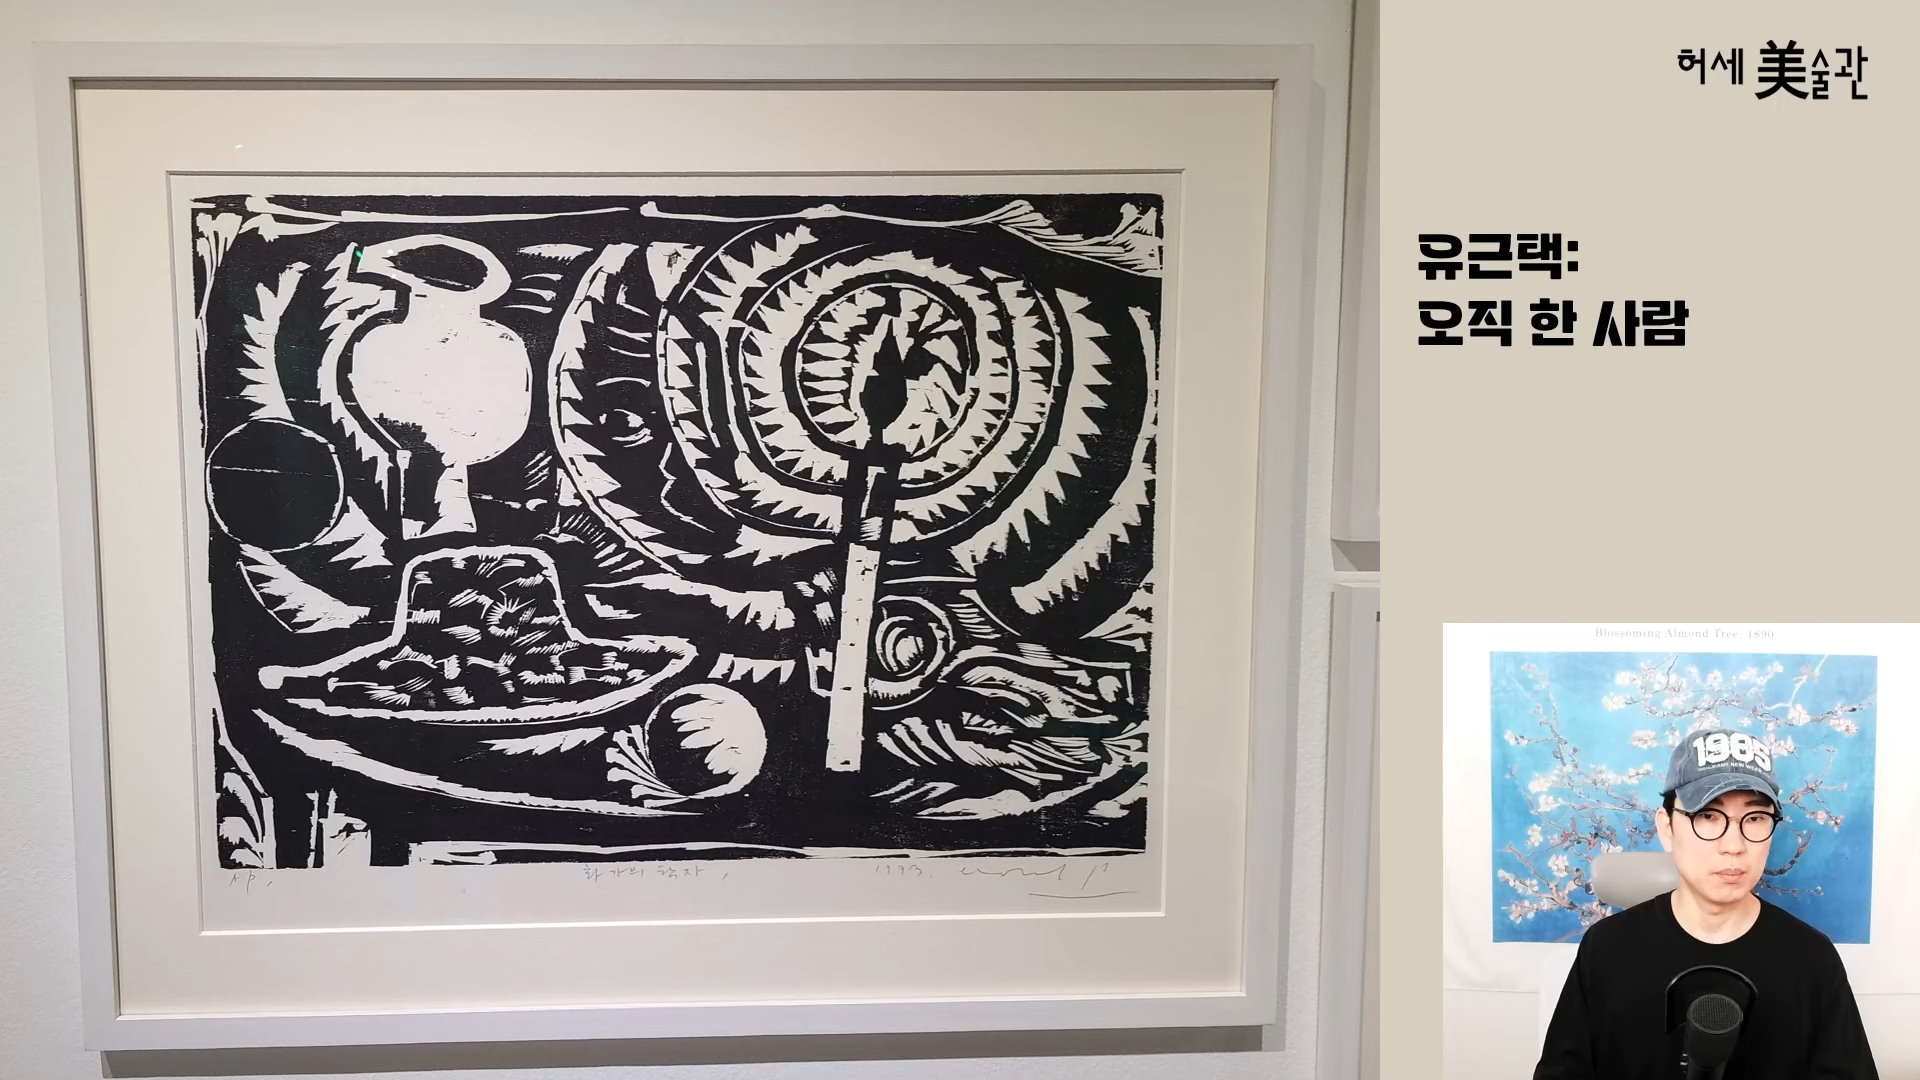 허세 美술관
유근택:
오직 한 사람
Blossoming Almond Tree, 1890
1985
AP,
화가의 탁자,
1993.